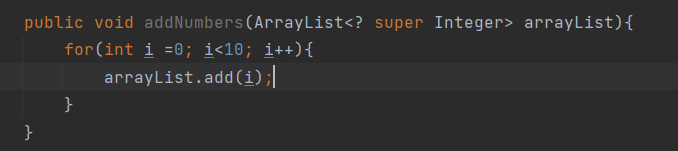 public void addNumbers(ArrayList<? super Integer> arrayList){
for(int i =0; i<10; i++){
arrayList.add(i);
}
}